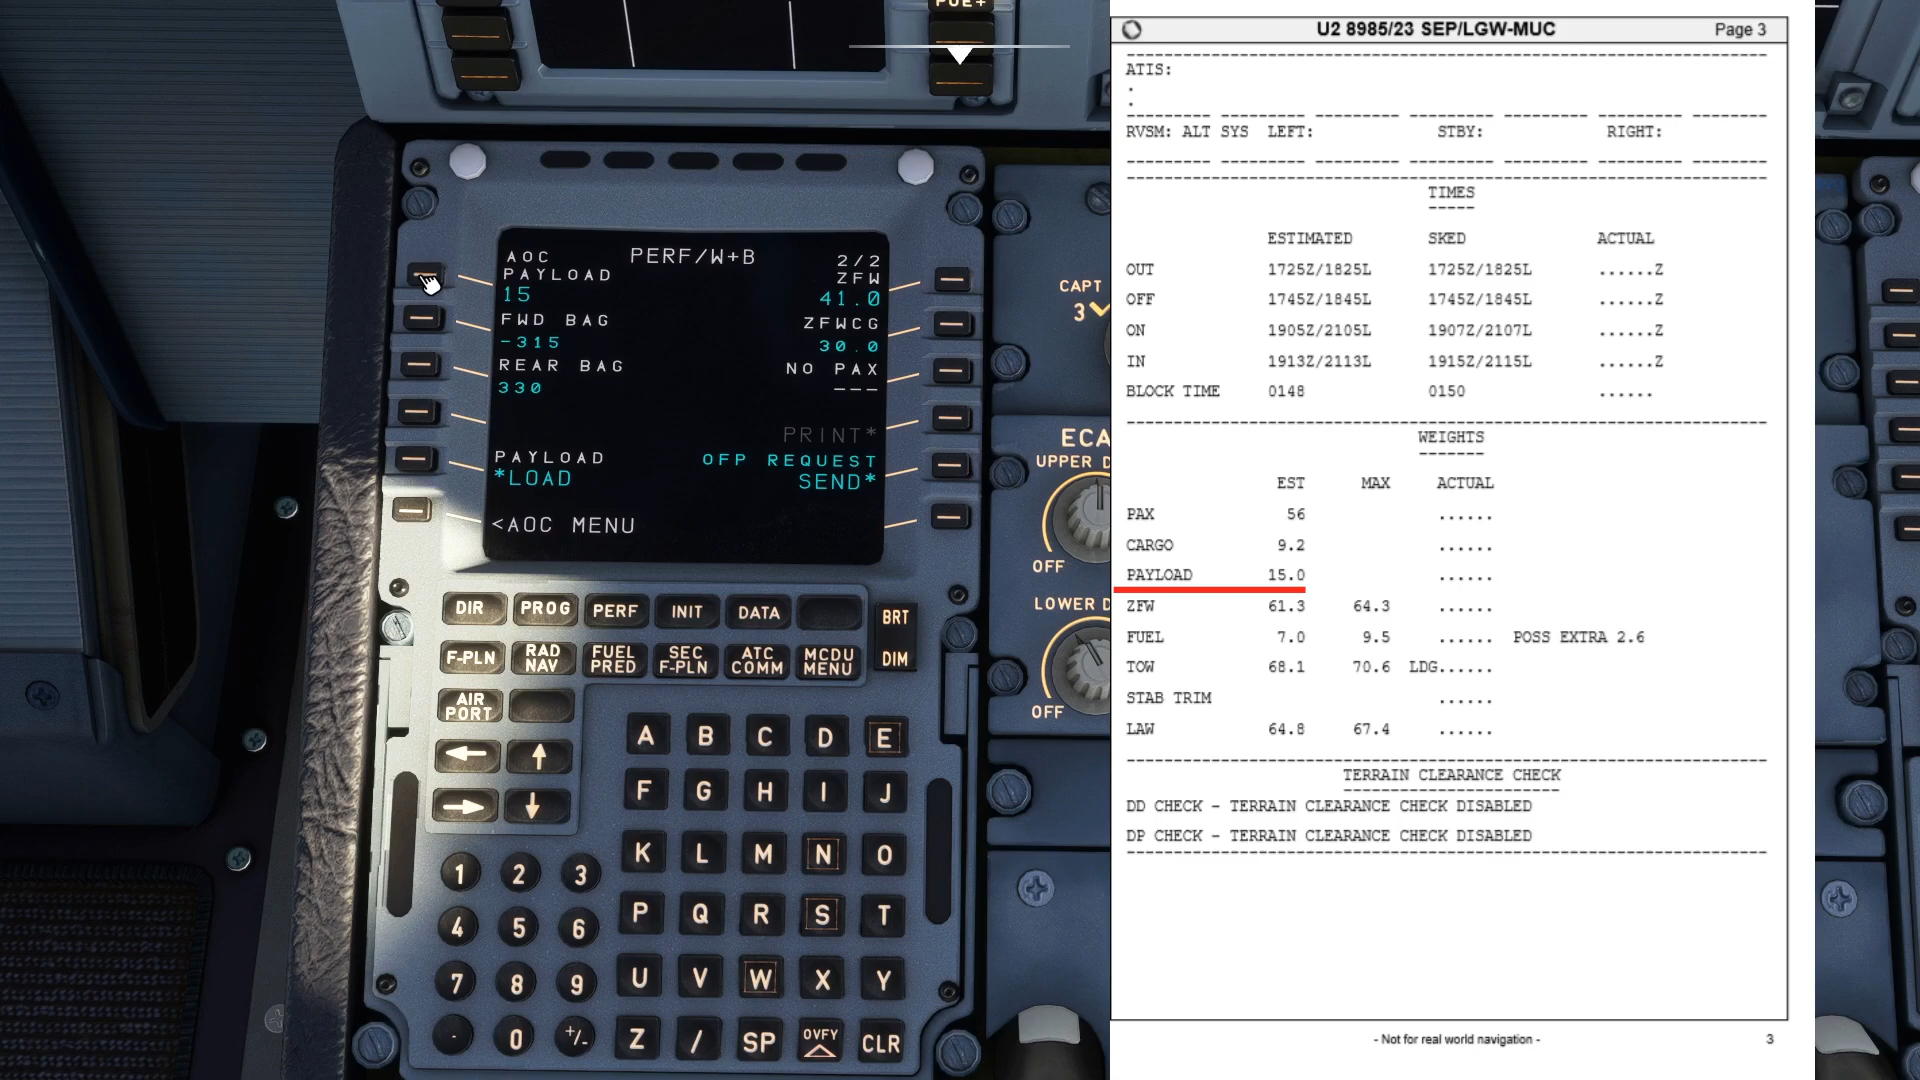 AOC PERF/W+B 2/2
PAYLOAD ZFW
15 41.0
FWD BAG ZFWCG
-315 30.0
REAR BAG NO PAX
330 ---
PRINT*
PAYLOAD OFP REQUEST
*LOAD SEND*
<AOC MENU
DIR PROG PERF INIT DATA BRT
F-PLN RAD NAV FUEL PRED SEC F-PLN ATC COMM MCDU MENU DIM
AIR PORT
A B C D E
F G H I J
K L M N O
1 2 3
P Q R S T
4 5 6
U V W X Y
7 8 9
Z / SP OVFY CLR
. 0 +/-
CAPT
3
ECA
UPPER D
OFF
LOWER D
OFF
U2 8985/23 SEP/LGW-MUC Page 3
ATIS:
:
RVSM: ALT SYS LEFT: STBY: RIGHT:
TIMES
ESTIMATED SKED ACTUAL
OUT 1725Z/1825L 1725Z/1825L ......Z
OFF 1745Z/1845L 1745Z/1845L ......Z
ON 1905Z/2105L 1907Z/2107L ......Z
IN 1913Z/2113L 1915Z/2115L ......Z
BLOCK TIME 0148 0150 ......
WEIGHTS
EST MAX ACTUAL
PAX 56 ......
CARGO 9.2 ......
PAYLOAD 15.0 ......
ZFW 61.3 64.3 ......
FUEL 7.0 9.5 ...... POSS EXTRA 2.6
TOW 68.1 70.6 LDG......
STAB TRIM ......
LAW 64.8 67.4 ......
TERRAIN CLEARANCE CHECK
DD CHECK - TERRAIN CLEARANCE CHECK DISABLED
DP CHECK - TERRAIN CLEARANCE CHECK DISABLED
- Not for real world navigation - 3